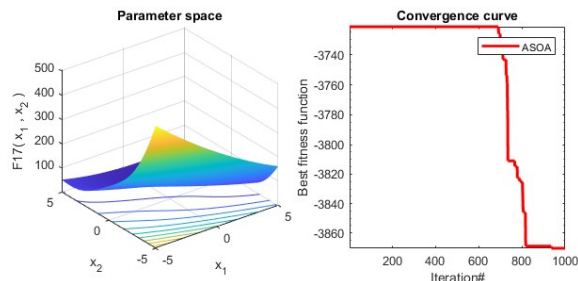 Parameter space
500
400
300
200
100
F17( x1 , x2 )
5
0
-5
x2
-5
0
5
x1
Convergence curve
ASOA
-3740
-3760
-3780
-3800
-3820
-3840
-3860
Best fitness function
200
400
600
800
1000
Iteration#